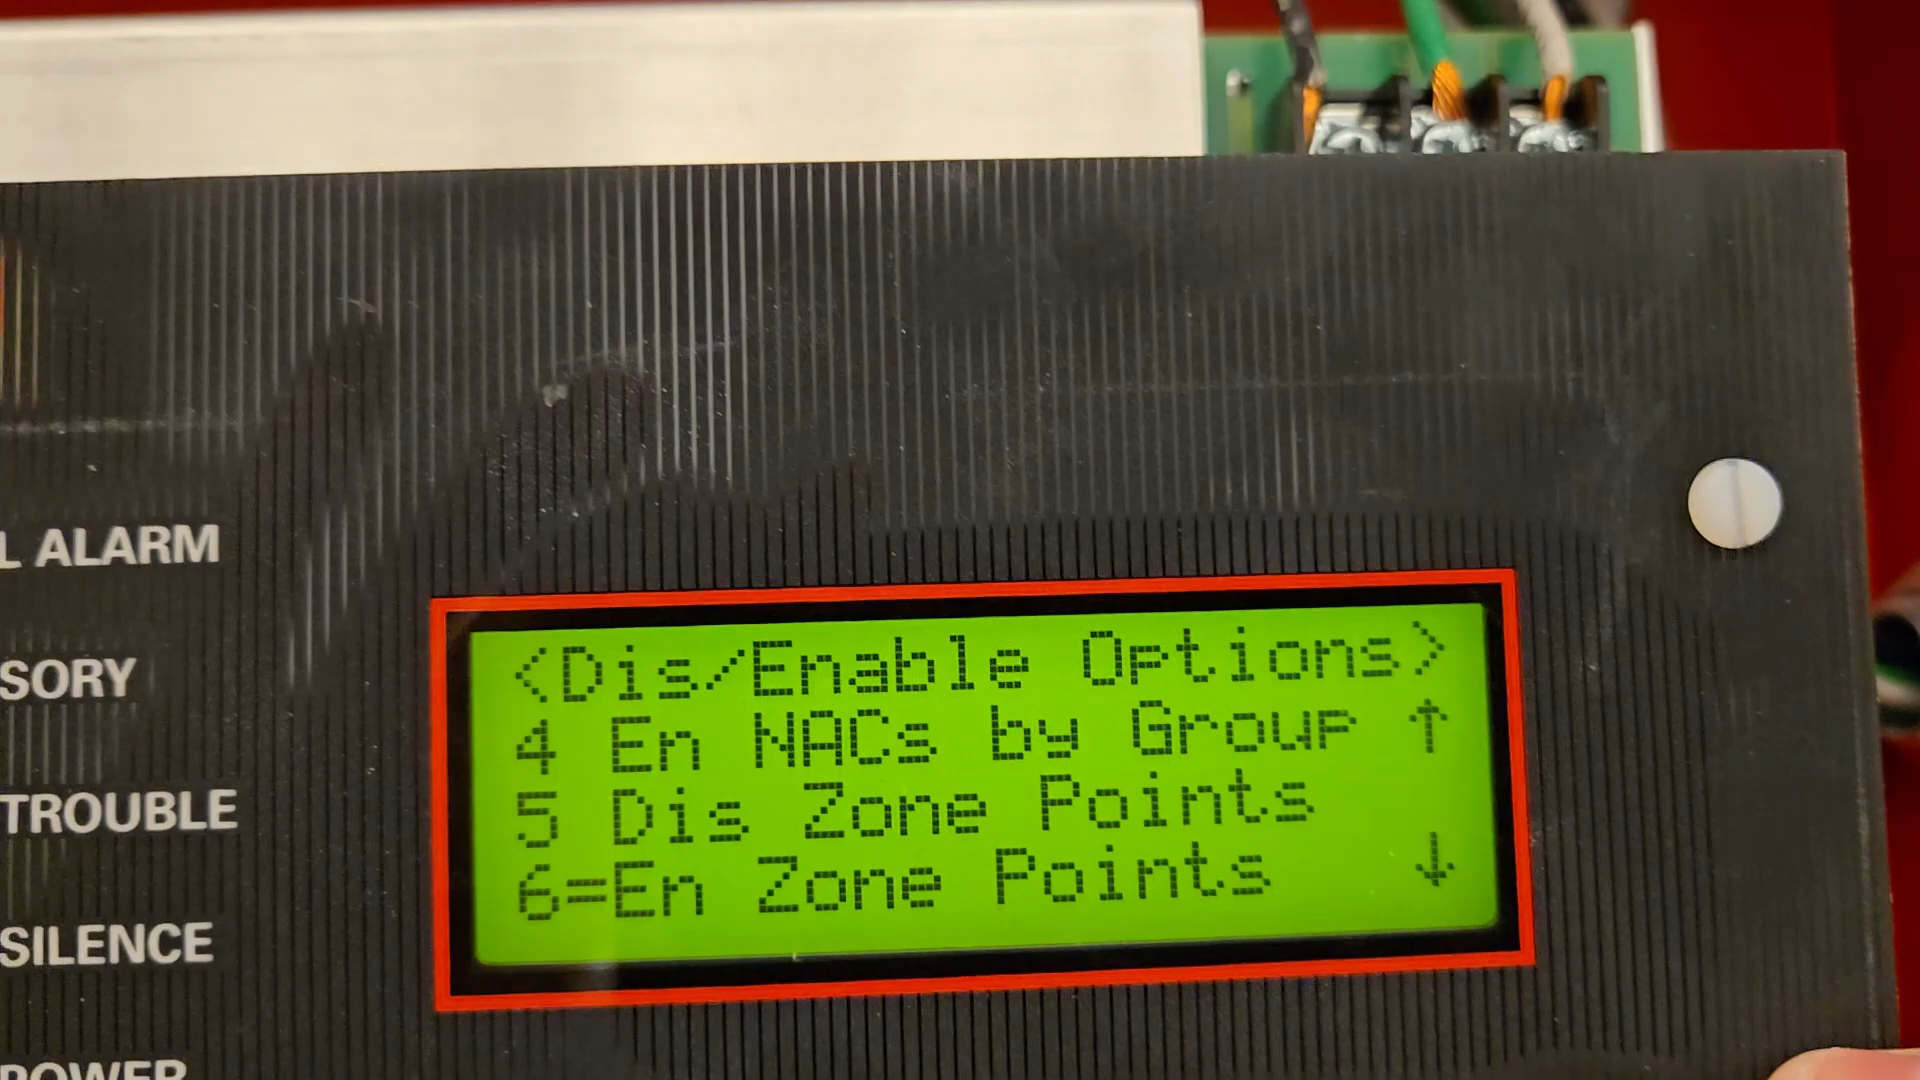 L ALARM
SORY
TROUBLE
SILENCE
POWER
<Dis/Enable Options>
4 En NACs by Group ↑
5 Dis Zone Points
6=En Zone Points ↓